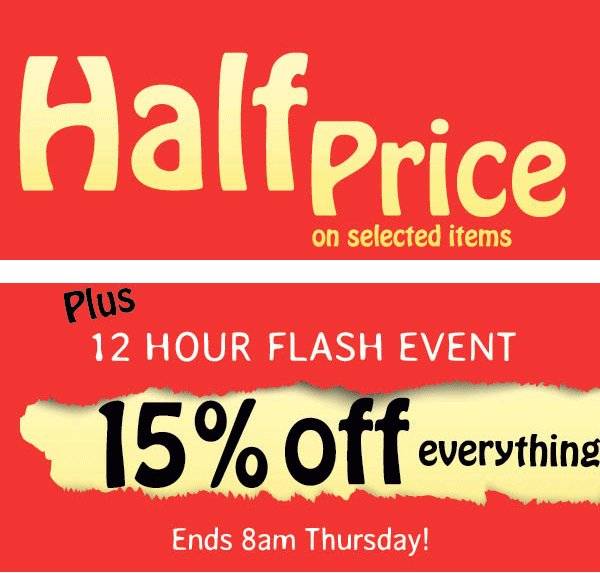 Half
Price
on selected items
Plus
12 HOUR FLASH EVENT
15% off everything
Ends 8am Thursday!